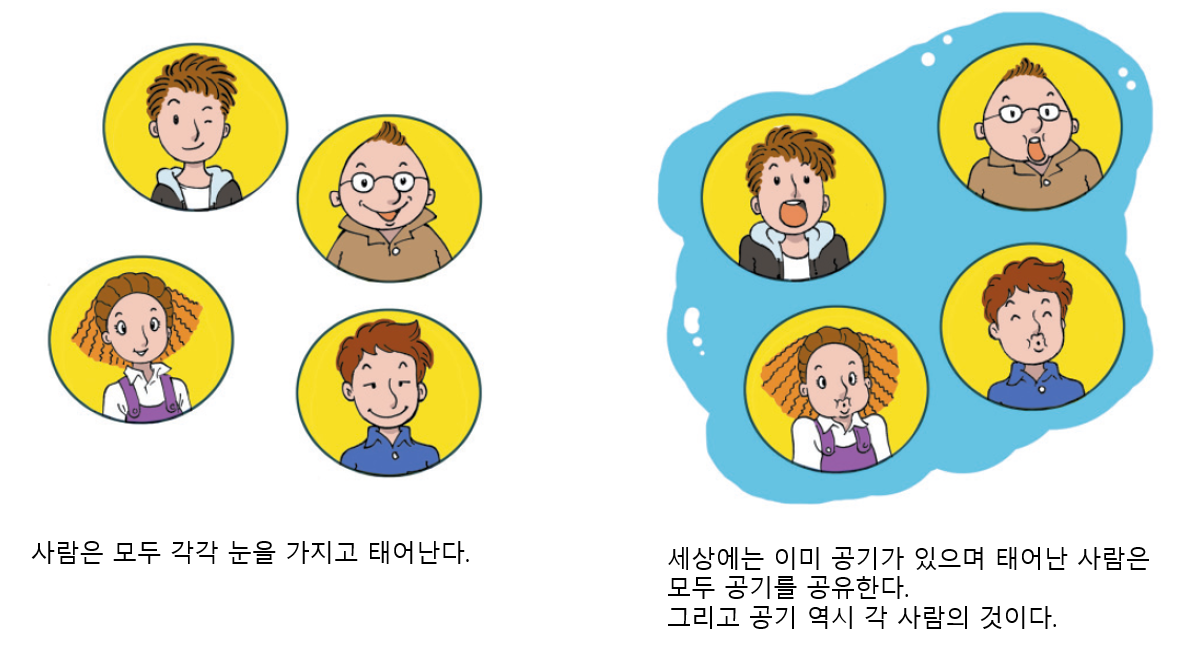 사람은 모두 각각 눈을 가지고 태어난다.
세상에는 이미 공기가 있으며 태어난 사람은
모두 공기를 공유한다.
그리고 공기 역시 각 사람의 것이다.